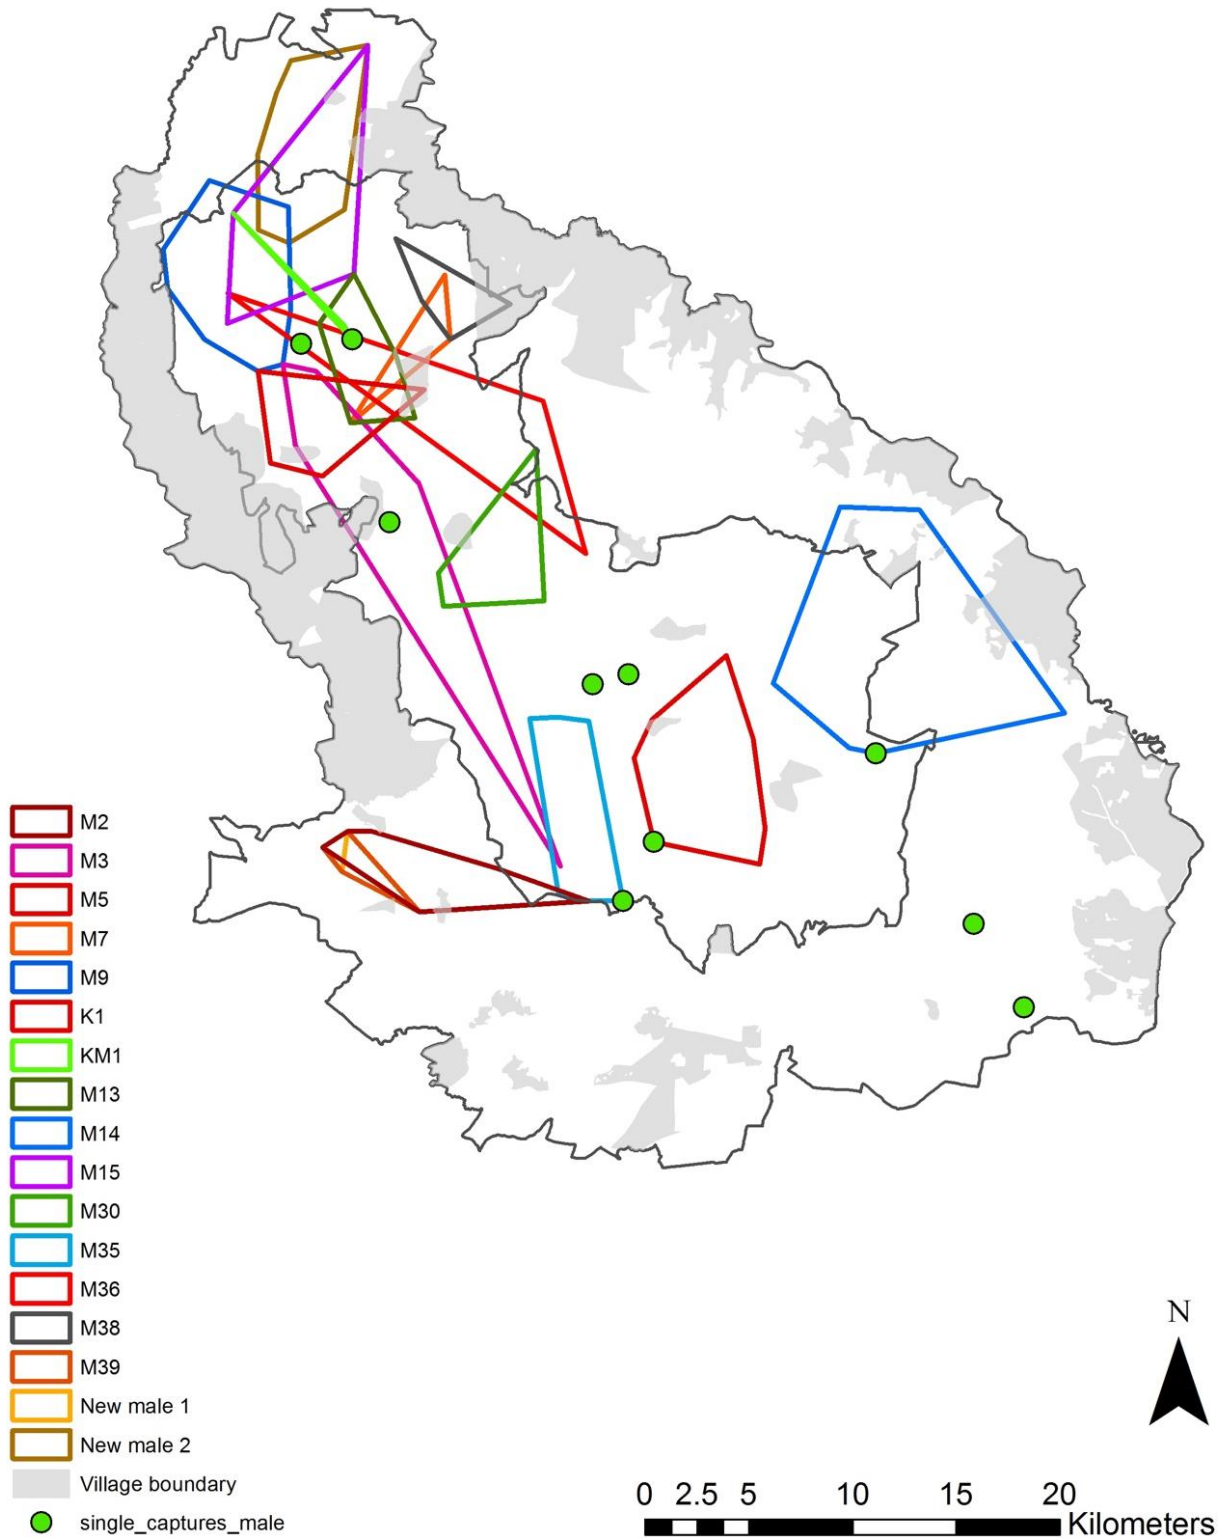 M2
M3
M5
M7
M9
K1
KM1
M13
M14
M15
M30
M35
M36
M38
M39
New male 1
New male 2
Village boundary
single_captures_male
N
0 2.5 5 10 15 20
Kilometers